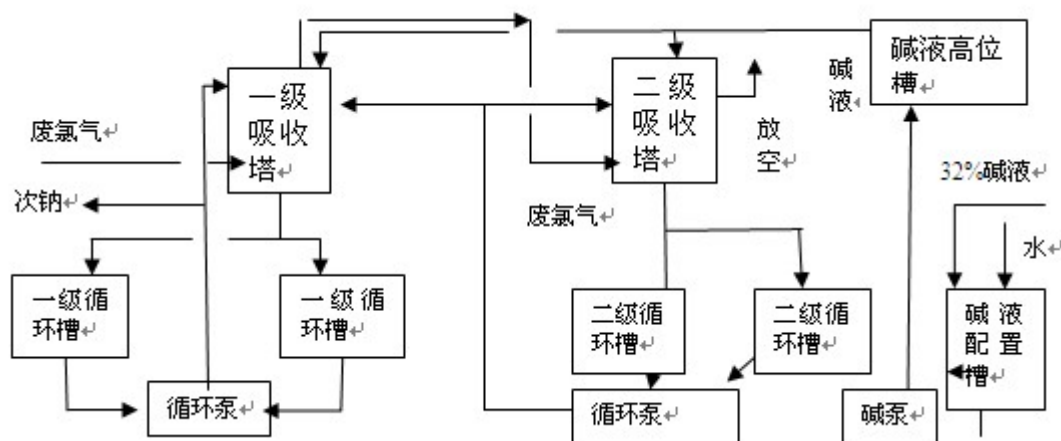 一级
吸收
塔
二级
吸收
塔
碱液高位
槽
碱
液
放
空
废氯气
次钠
废氯气
32%碱液
水
一级循
环槽
一级循
环槽
二级循
环槽
二级循
环槽
碱液
配置
槽
循环泵
循环泵
碱泵